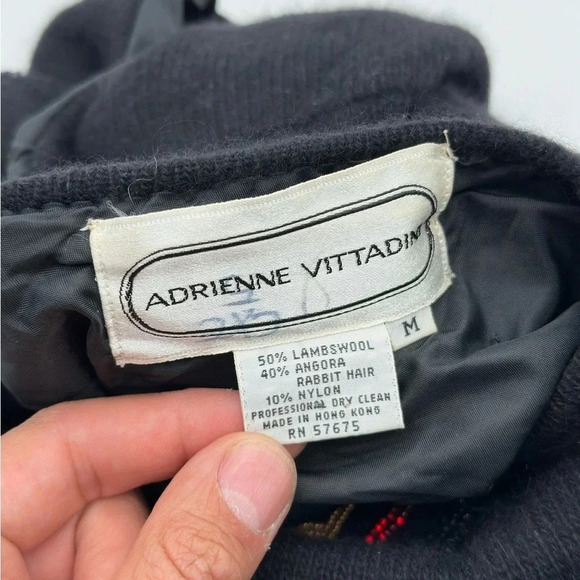 ADRIENNE VITTADINI
M
50% LAMBSWOOL
40% ANGORA
RABBIT HAIR
10% NYLON
PROFESSIONAL DRY CLEAN
MADE IN HONG KONG
RN 57675